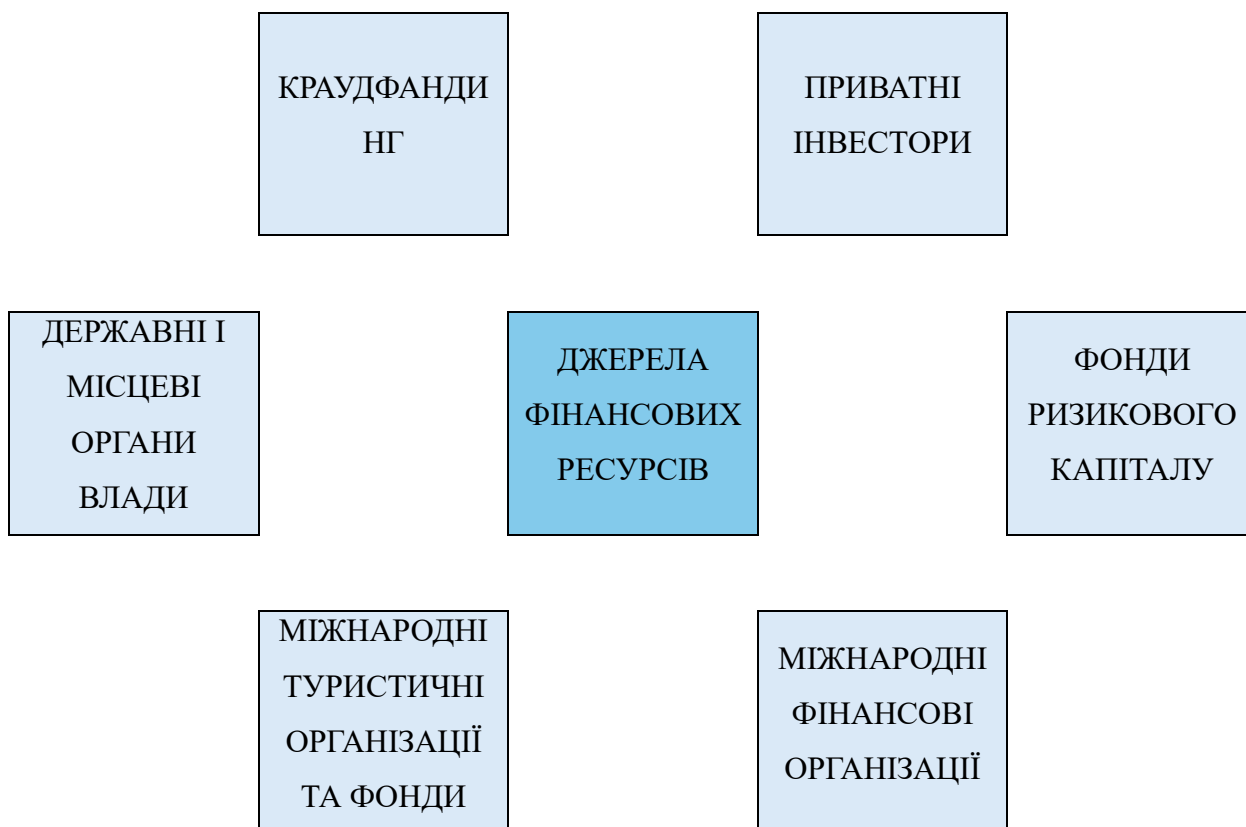 КРАУДФАНДИ
НГ
ПРИВАТНІ
ІНВЕСТОРИ
ДЕРЖАВНІ І
МІСЦЕВІ
ОРГАНИ
ВЛАДИ
ДЖЕРЕЛА
ФІНАНСОВИХ
РЕСУРСІВ
ФОНДИ
РИЗИКОВОГО
КАПІТАЛУ
МІЖНАРОДНІ
ТУРИСТИЧНІ
ОРГАНІЗАЦІЇ
ТА ФОНДИ
МІЖНАРОДНІ
ФІНАНСОВІ
ОРГАНІЗАЦІЇ